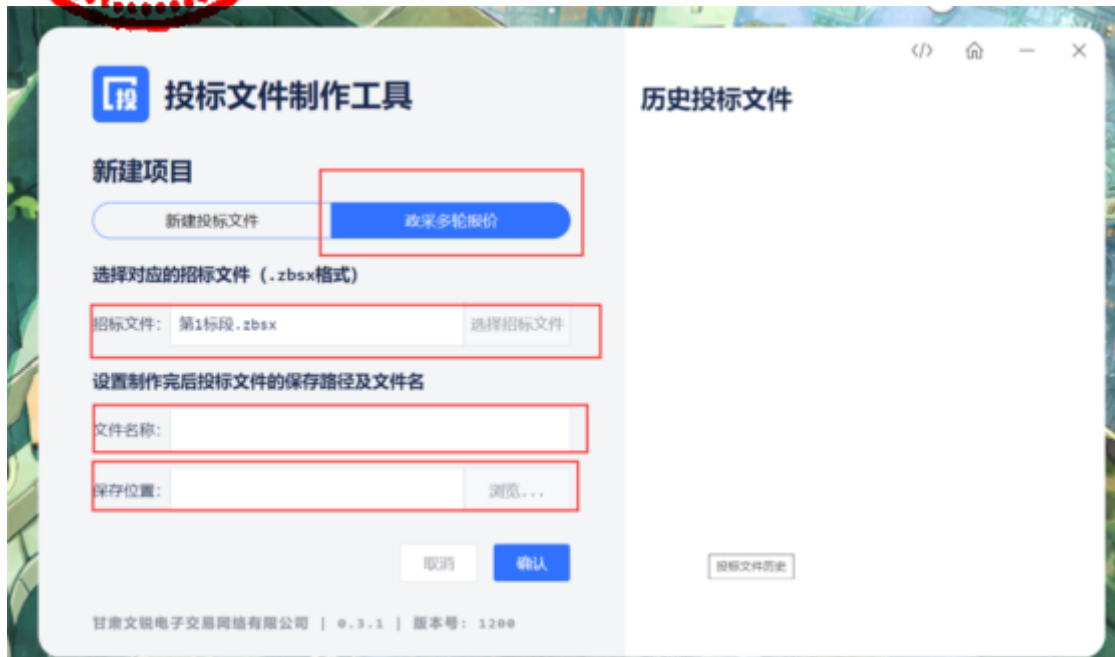 投标文件制作工具
历史投标文件
新建项目
新建投标文件
政采多轮报价
选择对应的招标文件 (.zbsx格式)
招标文件: 第1标段.zbsx 选择招标文件
设置制作完后投标文件的保存路径及文件名
文件名称:
保存位置: 浏览...
取消 确认
投标文件历史
甘肃文锐电子交易网络有限公司 | 0.3.1 | 版本号: 1200